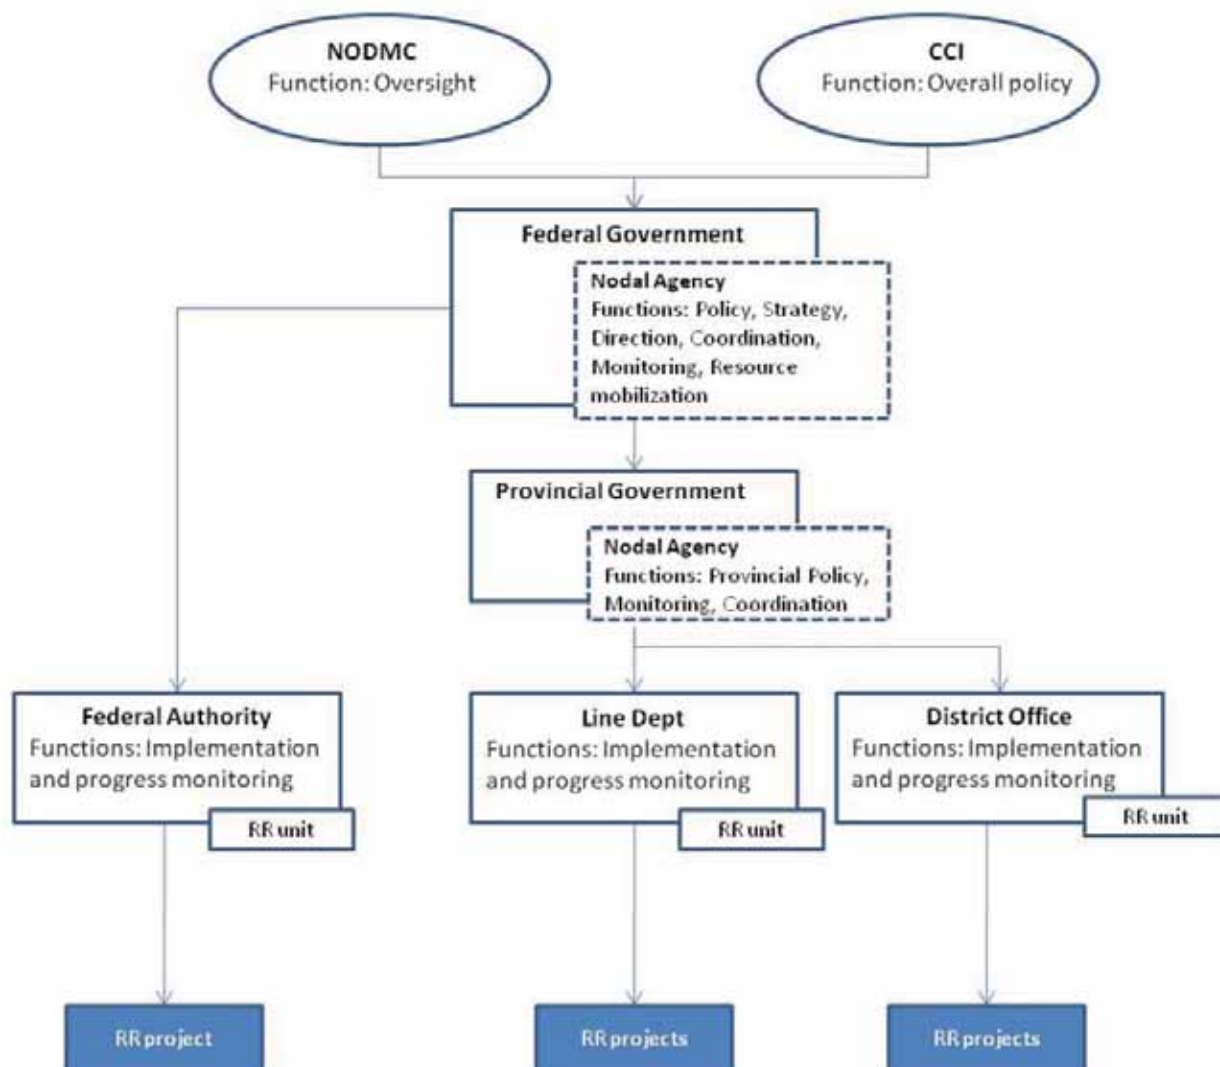 NODMC
Function: Oversight
CCI
Function: Overall policy
Federal Government
Nodal Agency
Functions: Policy, Strategy,
Direction, Coordination,
Monitoring, Resource
mobilization
Provincial Government
Nodal Agency
Functions: Provincial Policy,
Monitoring, Coordination
Federal Authority
Functions: Implementation
and progress monitoring
RR unit
Line Dept
Functions: Implementation
and progress monitoring
RR unit
District Office
Functions: Implementation
and progress monitoring
RR unit
RR project
RR projects
RR projects